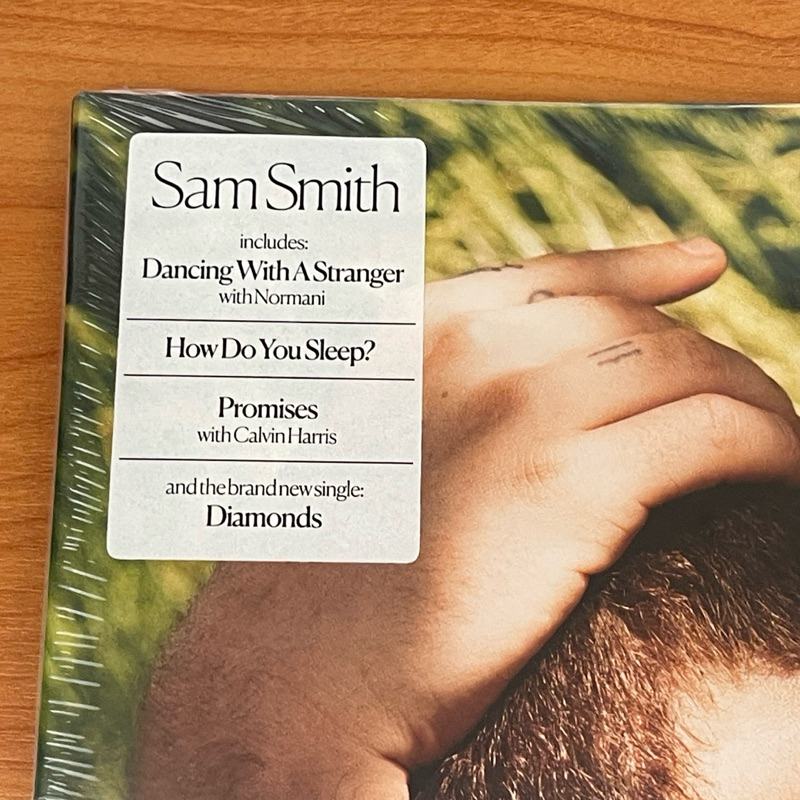 Sam Smith
includes:
Dancing With A Stranger
with Normani
How Do You Sleep?
Promises
with Calvin Harris
and the brand new single:
Diamonds